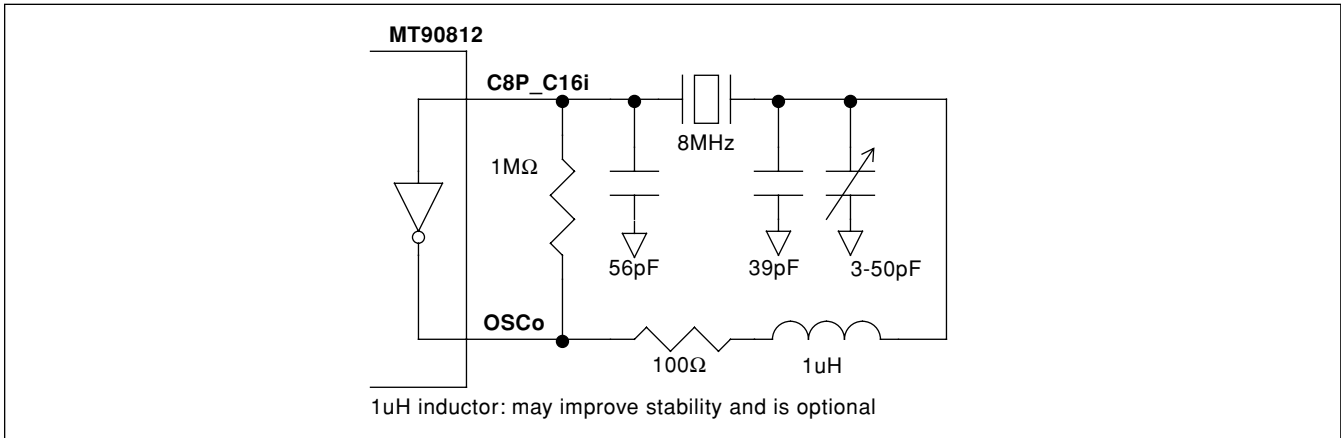 MT90812
C8P_C16i
8MHz
1MΩ
56pF
39pF
3-50pF
OSCo
100Ω
1uH
1uH inductor: may improve stability and is optional